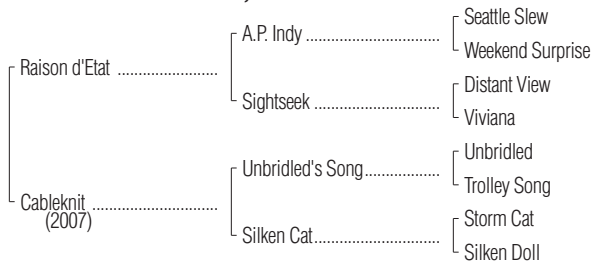 Seattle Slew
A.P. Indy ..............................
Weekend Surprise
Raison d'Etat ......................
Distant View
Sightseek ............................
Viviana
Unbridled
Unbridled's Song.................
Trolley Song
Cableknit ............................
(2007)
Storm Cat
Silken Cat............................
Silken Doll